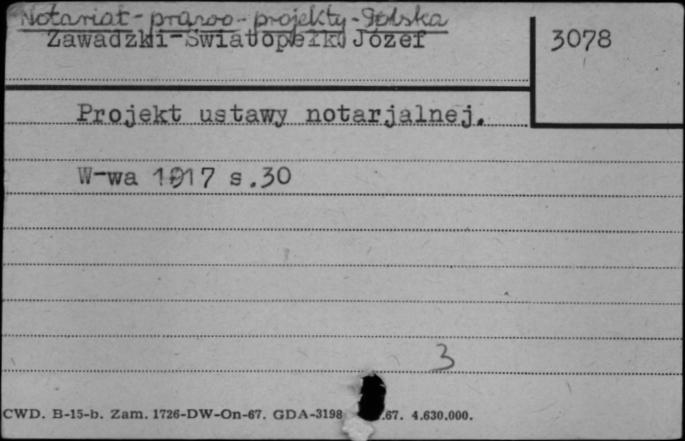 Notariat - prawo - projekty - Polska
Zawadzki-Światopełk Józef
3078
Projekt ustawy notarjalnej.
W-wa 1917 s.30
3
CWD. B-15-b. Zam. 1726-DW-On-67. GDA-3198 .67. 4.630.000.